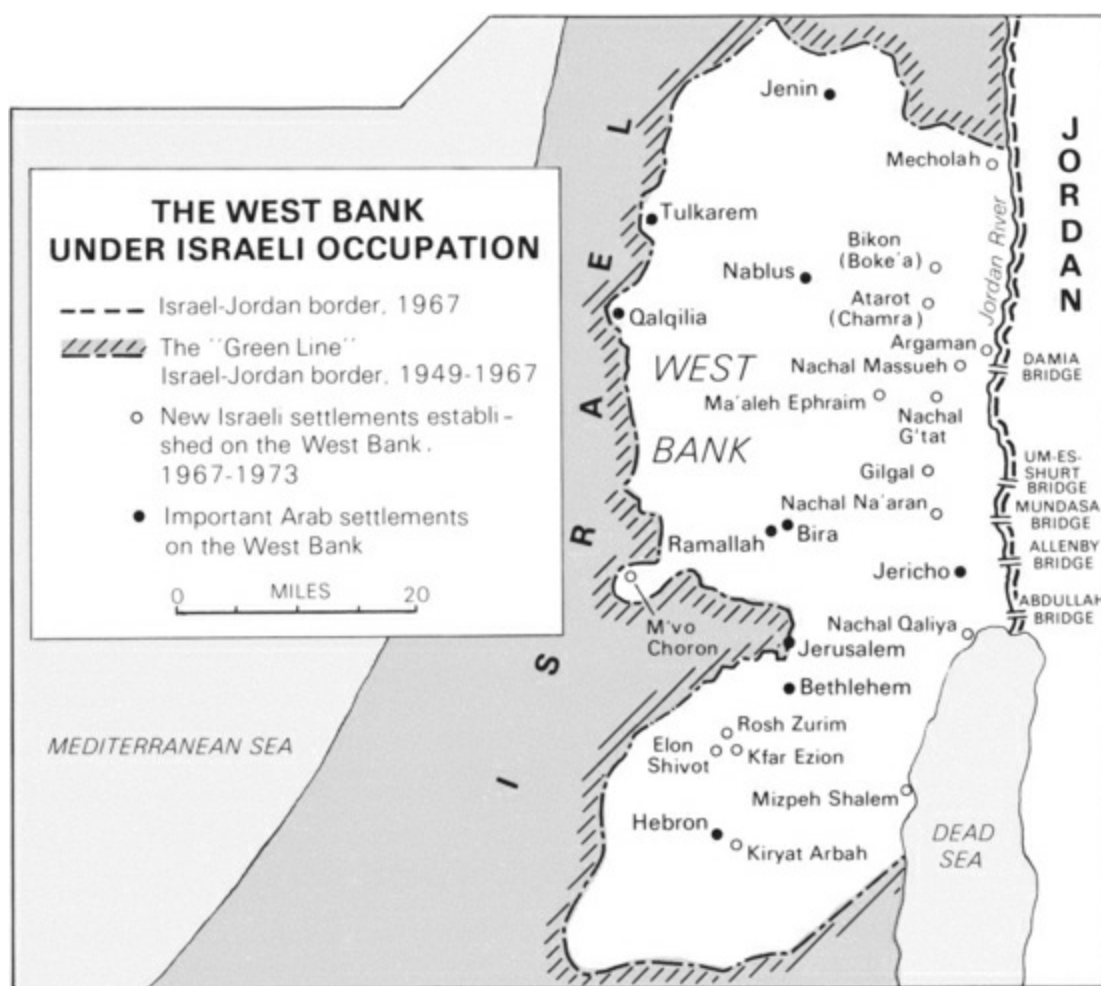 THE WEST BANK
UNDER ISRAELI OCCUPATION
Israel-Jordan border, 1967
The "Green Line"
Israel-Jordan border, 1949-1967
New Israeli settlements establi-
shed on the West Bank,
1967-1973
Important Arab settlements
on the West Bank
MILES
0 20
MEDITERRANEAN SEA
ISRAEL
JORDAN
Jenin
Mecholah
Jordan River
Tulkarem
Bikon
(Boke'a)
Nablus
Atarot
(Chamra)
Qalqilia
Argaman
WEST
BANK
Nachal Massueh
DAMIA
BRIDGE
Ma'aleh Ephraim
Nachal
G'tat
Gilgal
UM-ES-
SHURT
BRIDGE
Nachal Na'aran
MUNDASA
BRIDGE
Ramallah
Bira
ALLENBY
BRIDGE
Jericho
ABDULLAH
BRIDGE
M'vo
Choron
Nachal Qaliya
Jerusalem
Bethlehem
Rosh Zurim
Elon
Shivot
Kfar Ezion
Mizpeh Shalem
Hebron
Kiryat Arbah
DEAD
SEA